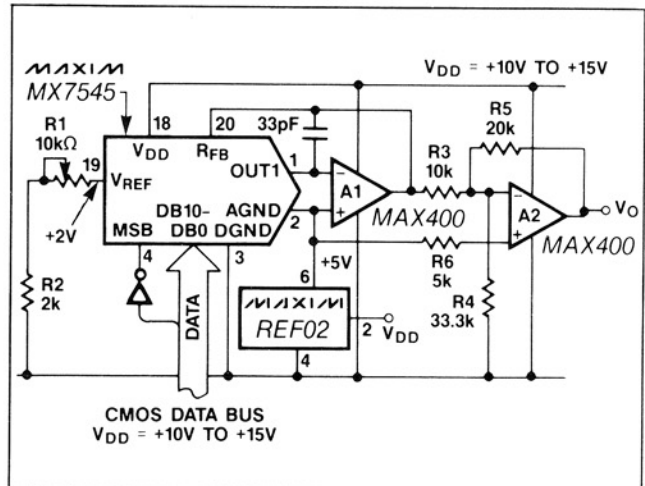 MAXIM
MX7545
R1
10kΩ
19
18
VDD
VREF
20
RFB
33pF
1
OUT1
AGND
2
DB10-
DB0
DGND
MSB
4
3
+2V
R2
2k
DATA
CMOS DATA BUS
VDD = +10V TO +15V
A1
MAX400
+5V
6
MAXIM
REF02
2
VDD
4
VDD = +10V TO +15V
R3
10k
R5
20k
A2
MAX400
VO
R6
5k
R4
33.3k